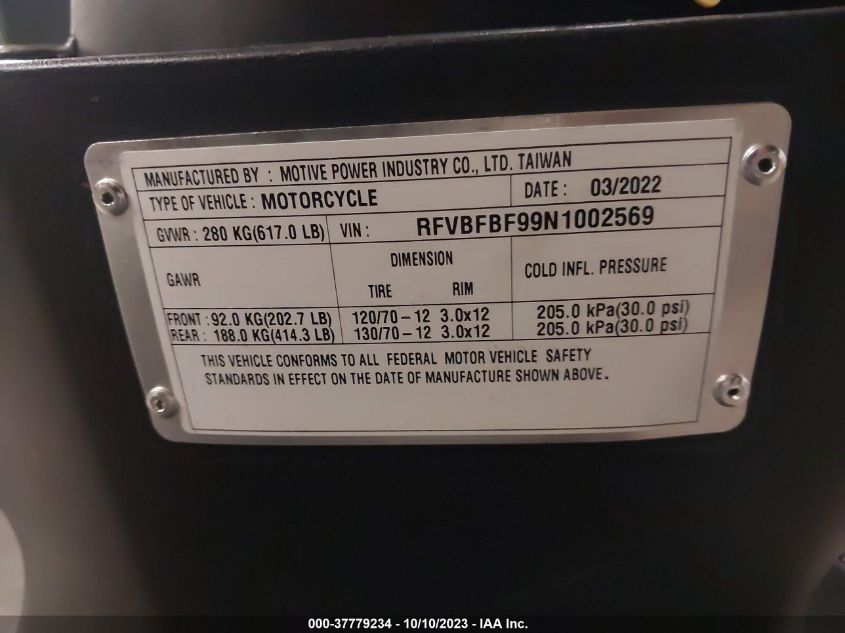 MANUFACTURED BY : MOTIVE POWER INDUSTRY CO., LTD. TAIWAN
TYPE OF VEHICLE : MOTORCYCLE DATE : 03/2022
GVWR : 280 KG(617.0 LB) VIN : RFVBFBF99N1002569
GAWR DIMENSION COLD INFL. PRESSURE
TIRE RIM
FRONT : 92.0 KG(202.7 LB) 120/70-12 3.0x12 205.0 kPa(30.0 psi)
REAR : 188.0 KG(414.3 LB) 130/70-12 3.0x12 205.0 kPa(30.0 psi)
THIS VEHICLE CONFORMS TO ALL FEDERAL MOTOR VEHICLE SAFETY
STANDARDS IN EFFECT ON THE DATE OF MANUFACTURE SHOWN ABOVE.
000-37779234 - 10/10/2023 - IAA Inc.